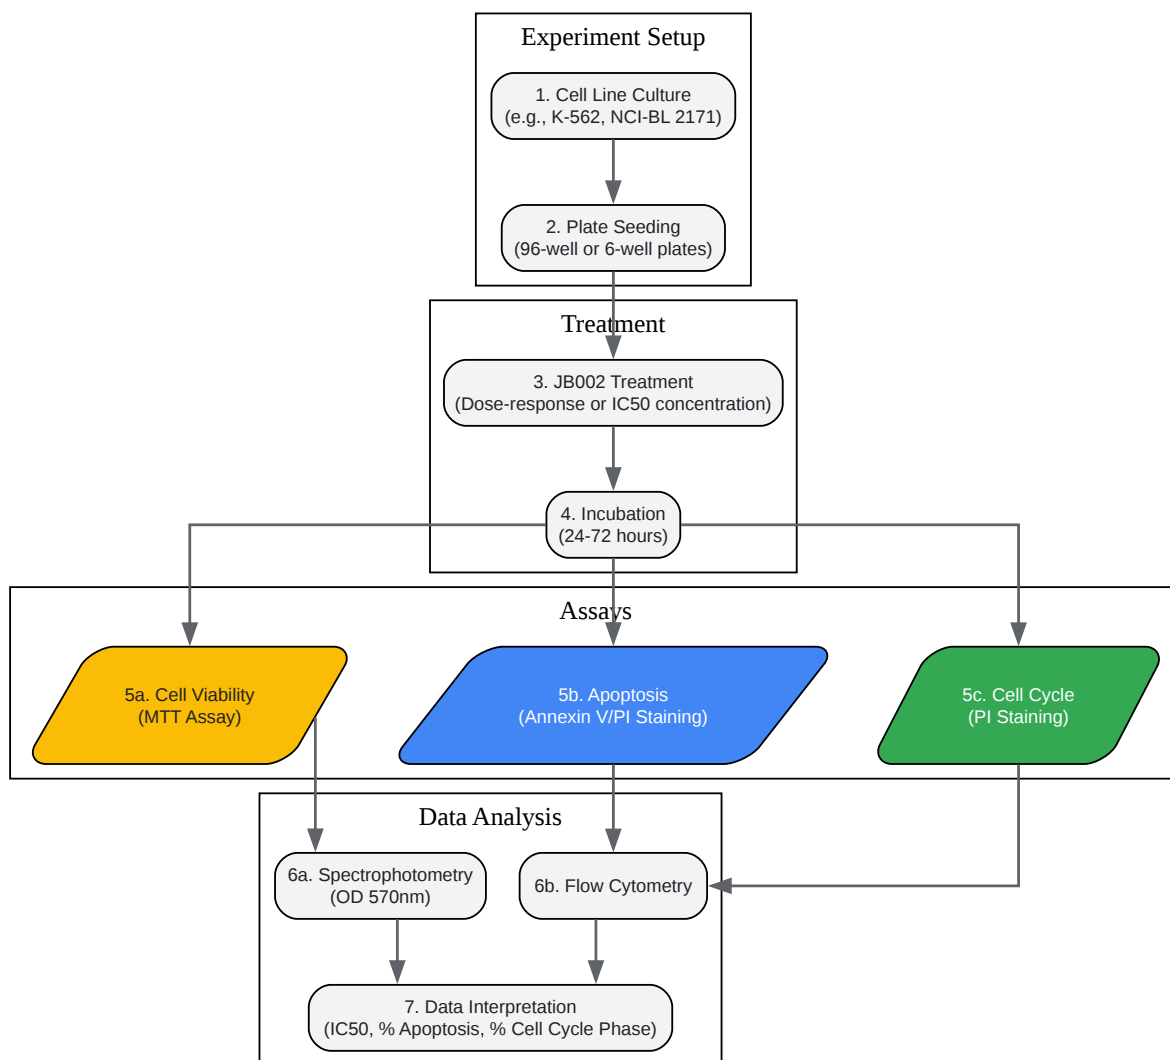 Experiment Setup
1. Cell Line Culture
(e.g., K-562, NCI-BL 2171)
2. Plate Seeding
(96-well or 6-well plates)
Treatment
3. JB002 Treatment
(Dose-response or IC50 concentration)
4. Incubation
(24-72 hours)
Assays
5a. Cell Viability
(MTT Assay)
5b. Apoptosis
(Annexin V/PI Staining)
5c. Cell Cycle
(PI Staining)
Data Analysis
6a. Spectrophotometry
(OD 570nm)
6b. Flow Cytometry
7. Data Interpretation
(IC50, % Apoptosis, % Cell Cycle Phase)